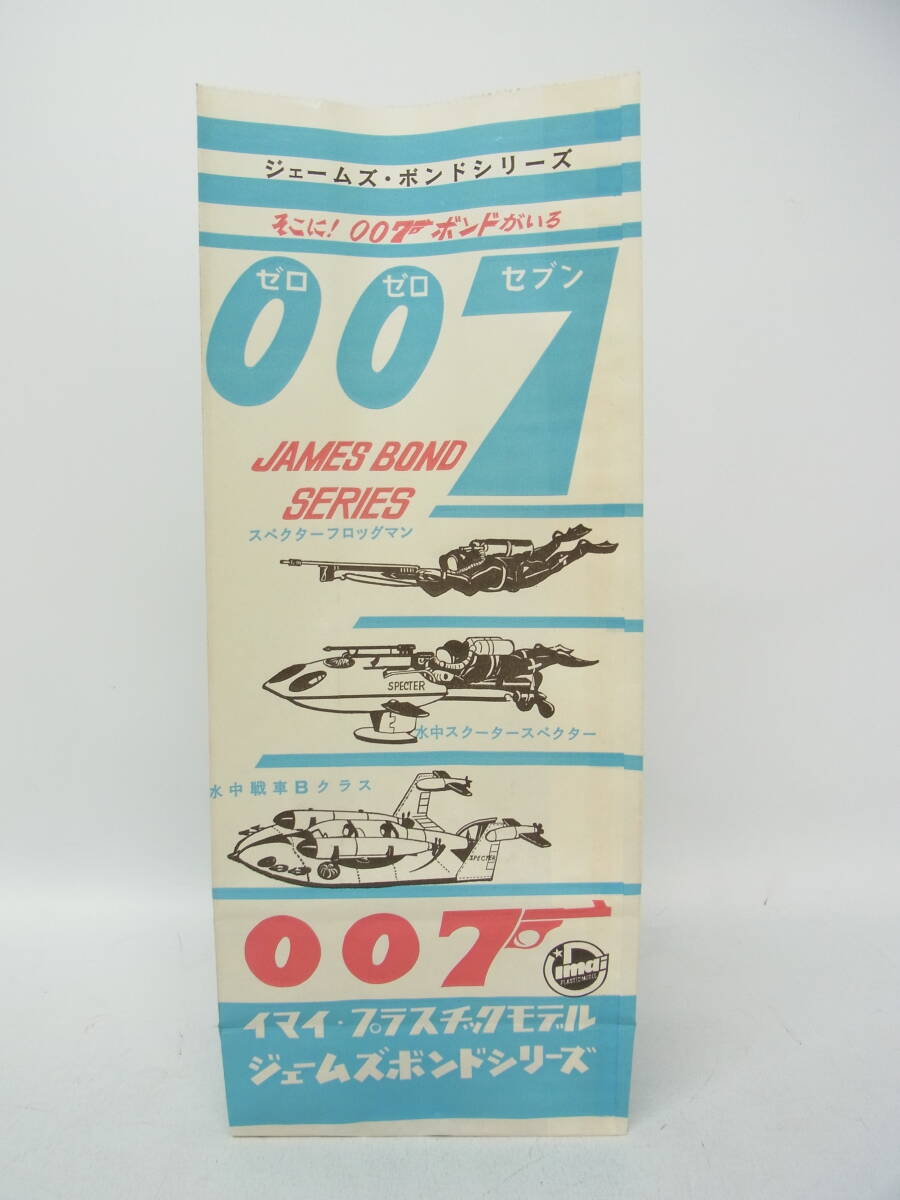 ジェームズ・ボンドシリーズ
そこに! 007ボンドがいる
ゼロ ゼロ セブン
007
JAMES BOND
SERIES
スペクターフロッグマン
SPECTER
水中スクータースペクター
水中戦車Bクラス
SPECTER
007
imai
PLASTIC MODEL
イマイ・プラスチックモデル
ジェームズボンドシリーズ